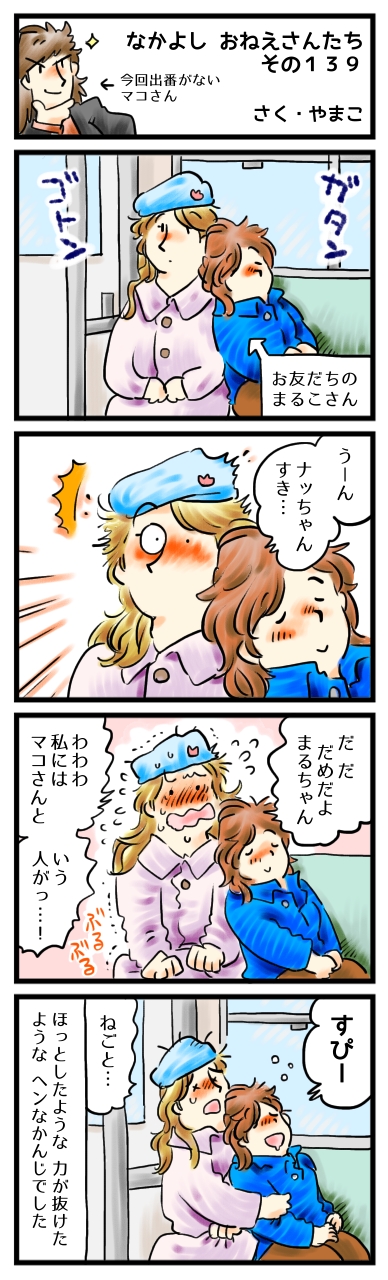 なかよし おねえさんたち
その139
← 今回出番がない
マコさん
さく・やまこ
ガタン
ゴトン
お友だちの
まるこさん
うーん
ナッちゃん
すき…
だ だ
だめだよ
まるちゃん
わわわ
私には
マコさんと
いう
人がっ…!
ぶるぶる
すぴー
ねごと…
ほっとしたような 力が抜けた
ような ヘンなかんじでした